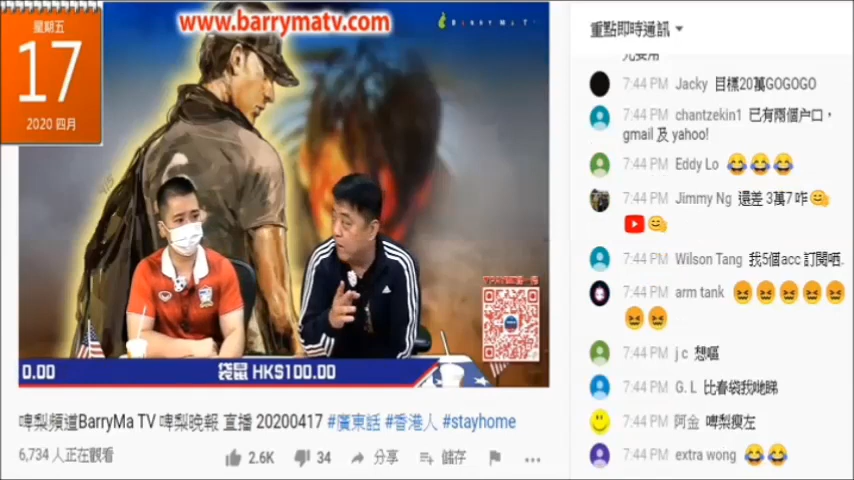 星期五
17
2020 四月
www.barrymatv.com
BARRY MA TV
0.00
袋鼠 HK$100.00
啤梨頻道BarryMa TV 啤梨晚報 直播 20200417 #廣東話 #香港人 #stayhome
6,734 人正在觀看
2.6K
34
分享
儲存
重點即時通訊
7:44 PM Jacky 目標20萬GOGOGO
7:44 PM chantzekin1 已有兩個户口，
gmail 及 yahoo!
7:44 PM Eddy Lo 😂😂😂
7:44 PM Jimmy Ng 還差 3萬7 咋🤗
🤗
7:44 PM Wilson Tang 我5個acc 訂閱哂.
7:44 PM arm tank 😖😖😖😖😖
😖😖
7:44 PM j c 想嘔
7:44 PM G. L 比春袋我哋睇
7:44 PM 阿金 啤梨瘦左
7:44 PM extra wong 😂😂